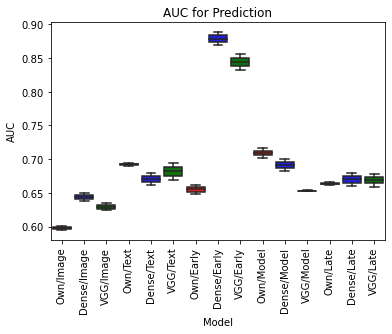 AUC for Prediction
0.90
0.85
0.80
0.75
0.70
0.65
0.60
AUC
Own/Image
Dense/Image
VGG/Image
Own/Text
Dense/Text
VGG/Text
Own/Early
Dense/Early
VGG/Early
Own/Model
Dense/Model
VGG/Model
Own/Late
Dense/Late
VGG/Late
Model